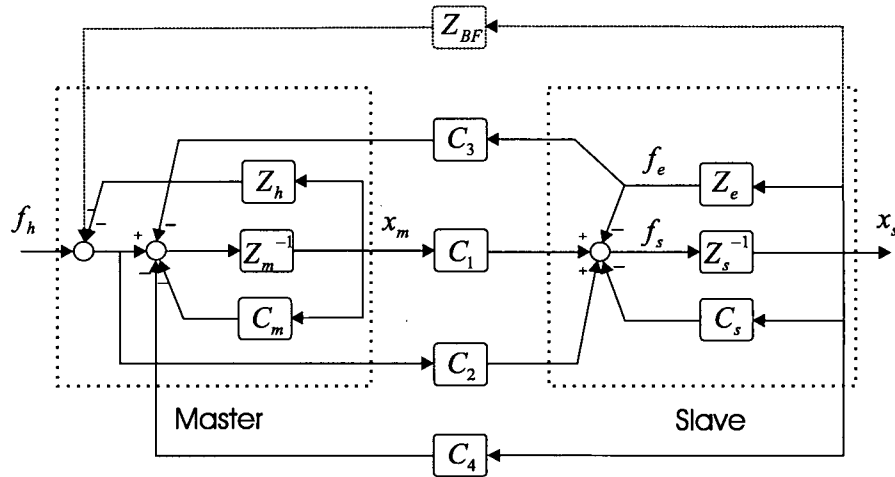 Z_BF
C_3
f_e
Z_h
Z_e
f_h
x_m
f_s
x_s
+ −
− −
Z_m^{-1}
C_1
+ −
Z_s^{-1}
− −
+ −
C_m
C_s
C_2
Master
Slave
C_4